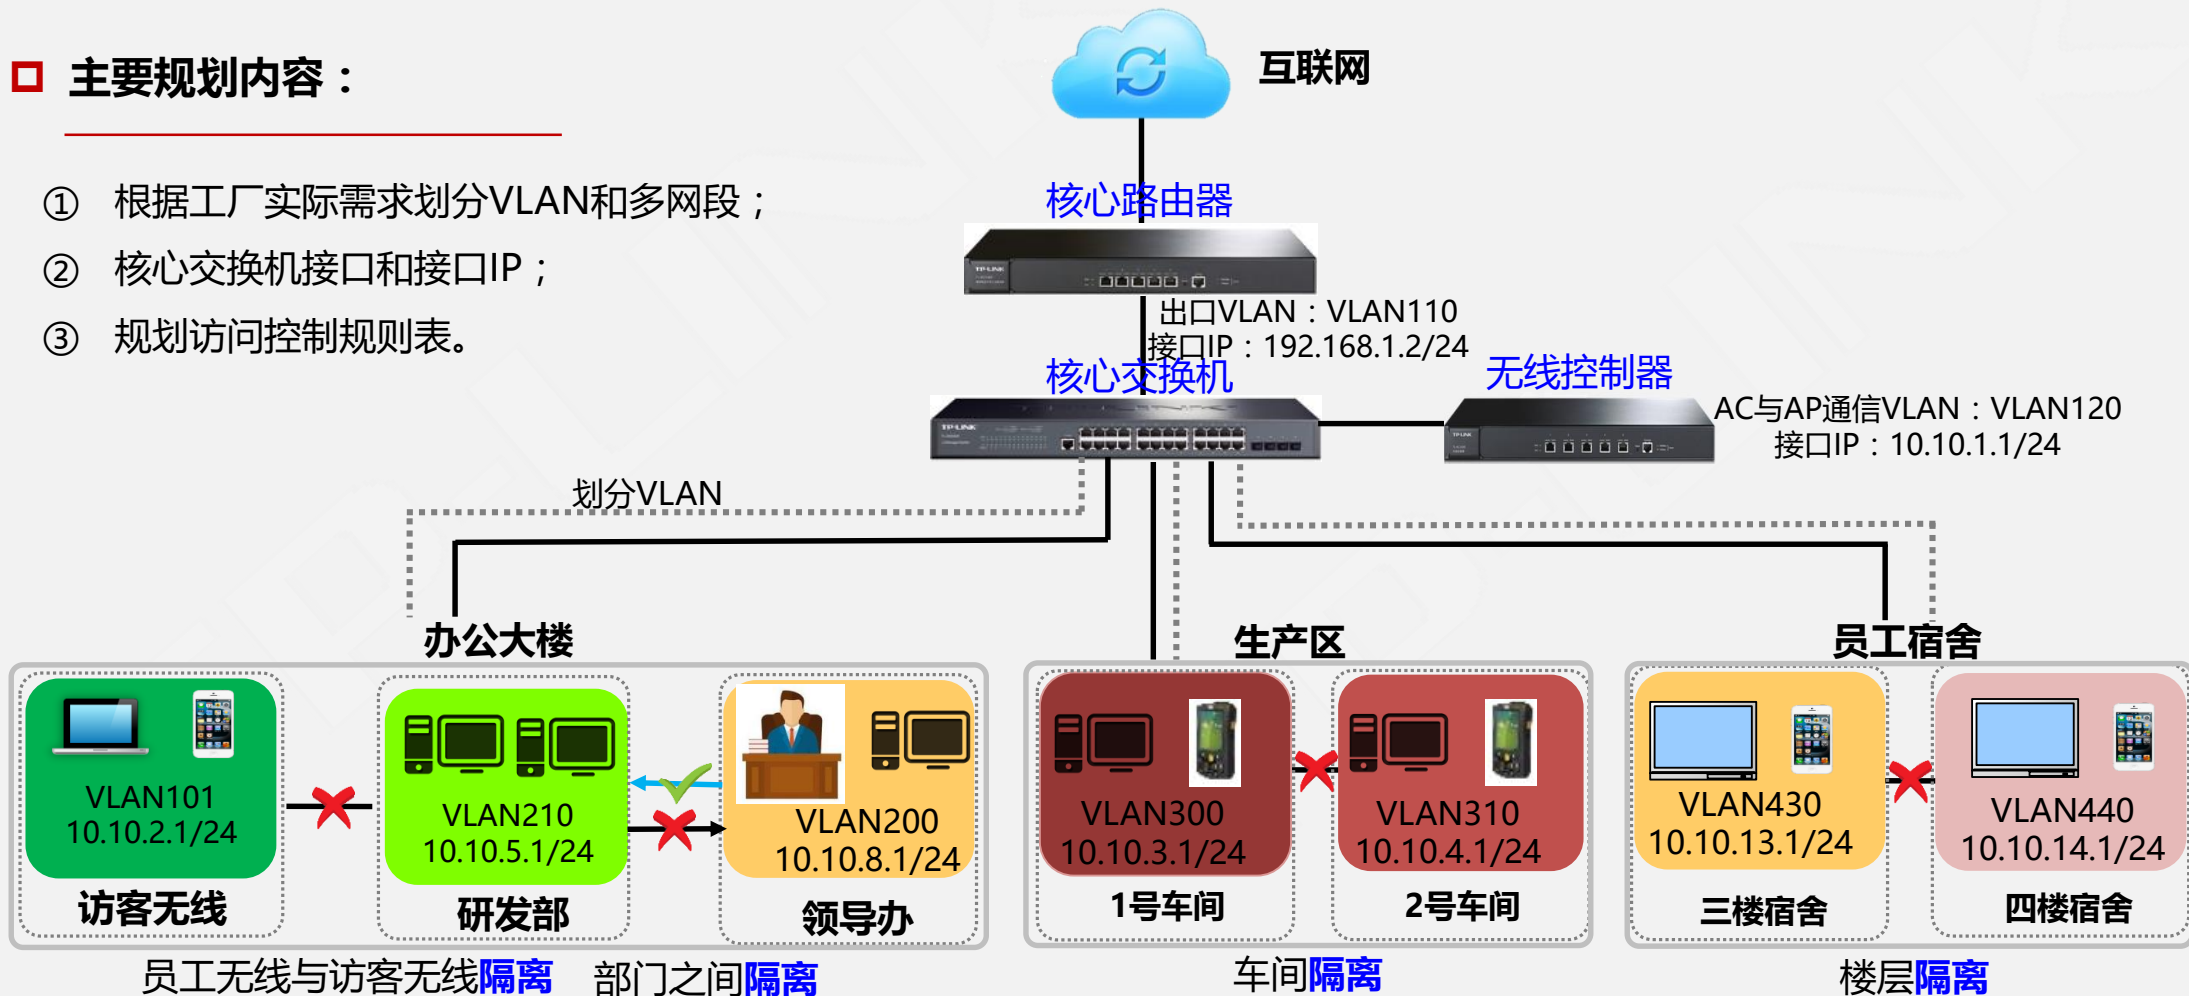 主要规划内容：
① 根据工厂实际需求划分VLAN和多网段；
② 核心交换机接口和接口IP；
③ 规划访问控制规则表。
互联网
核心路由器
TP-LINK
出口VLAN：VLAN110
接口IP：192.168.1.2/24
核心交换机
TP-LINK
TP-LINK
无线控制器
TP-LINK
AC与AP通信VLAN：VLAN120
接口IP：10.10.1.1/24
划分VLAN
办公大楼
生产区
员工宿舍
VLAN101
10.10.2.1/24
访客无线
VLAN210
10.10.5.1/24
研发部
VLAN200
10.10.8.1/24
领导办
VLAN300
10.10.3.1/24
1号车间
VLAN310
10.10.4.1/24
2号车间
VLAN430
10.10.13.1/24
三楼宿舍
VLAN440
10.10.14.1/24
四楼宿舍
员工无线与访客无线隔离
部门之间隔离
车间隔离
楼层隔离